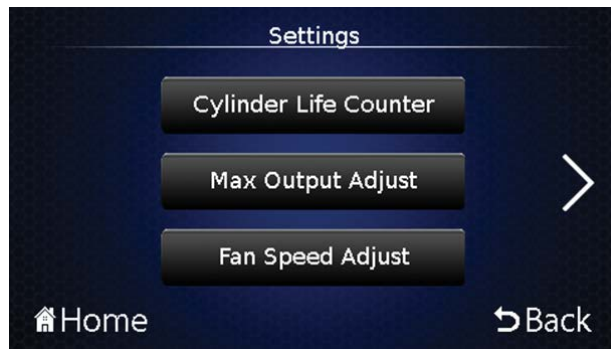 Settings
Cylinder Life Counter
Max Output Adjust
Fan Speed Adjust
Home
Back